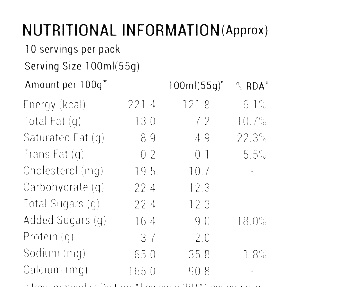 NUTRITIONAL INFORMATION(Approx)
10 servings per pack
Serving Size 100ml(55g)
Amount per 100g* 100ml(55g)* % RDA*
Energy (kcal) 221.4 121.8 6.1%
Total Fat (g) 13.0 7.2 10.7%
Saturated Fat (g) 8.9 4.9 22.3%
Trans Fat (g) 0.2 0.1 5.5%
Cholesterol (mg) 19.5 10.7 -
Carbohydrate (g) 22.4 12.3
Total Sugars (g) 22.4 12.3
Added Sugars (g) 16.4 9.0 18.0%
Protein (g) 3.7 2.0
Sodium (mg) 65.0 35.8 1.8%
Calcium (mg) 165.0 90.8 -